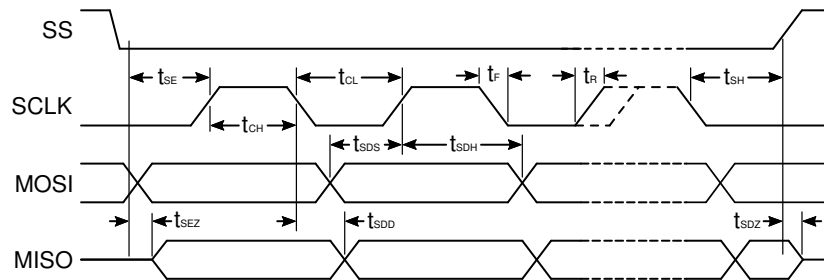 SS
tSE tCL tF tR tSH
SCLK
tCH
tSDS tSDH
MOSI
tSEZ tSDD tSDZ
MISO